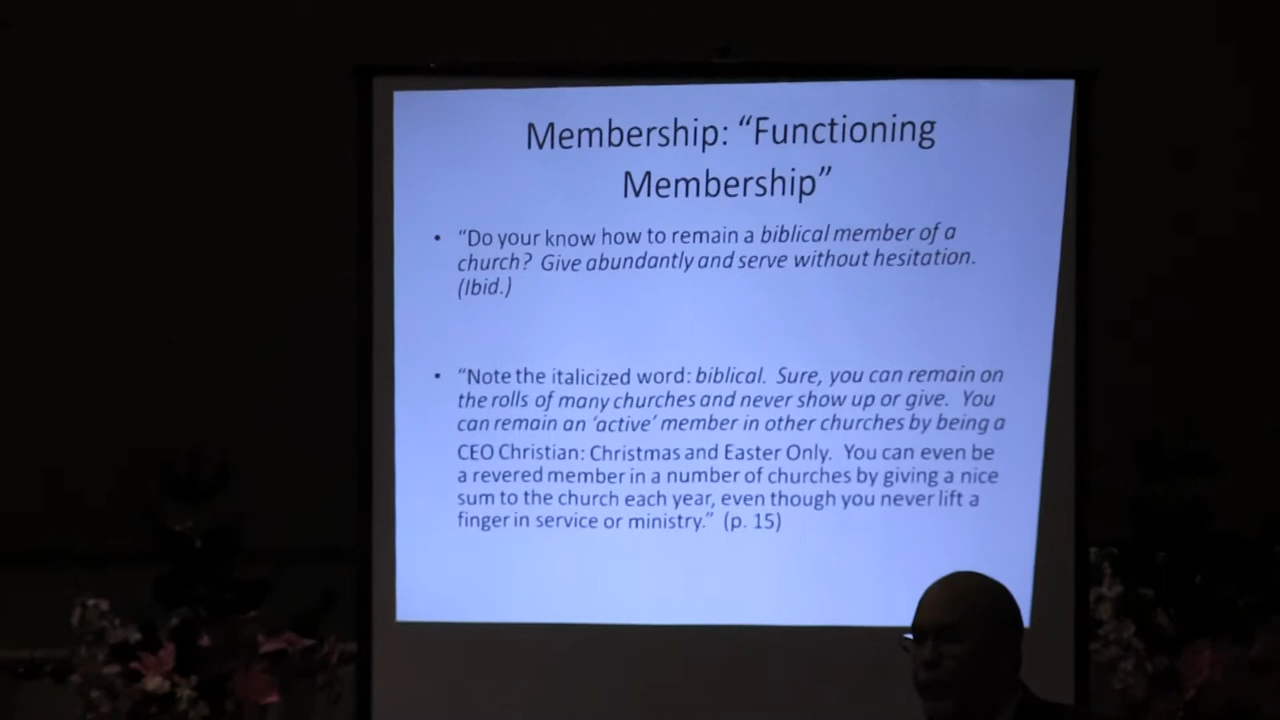 Membership: “Functioning
Membership”
• “Do your know how to remain a biblical member of a
church? Give abundantly and serve without hesitation.
(Ibid.)
• “Note the italicized word: biblical. Sure, you can remain on
the rolls of many churches and never show up or give. You
can remain an ‘active’ member in other churches by being a
CEO Christian: Christmas and Easter Only. You can even be
a revered member in a number of churches by giving a nice
sum to the church each year, even though you never lift a
finger in service or ministry.” (p. 15)